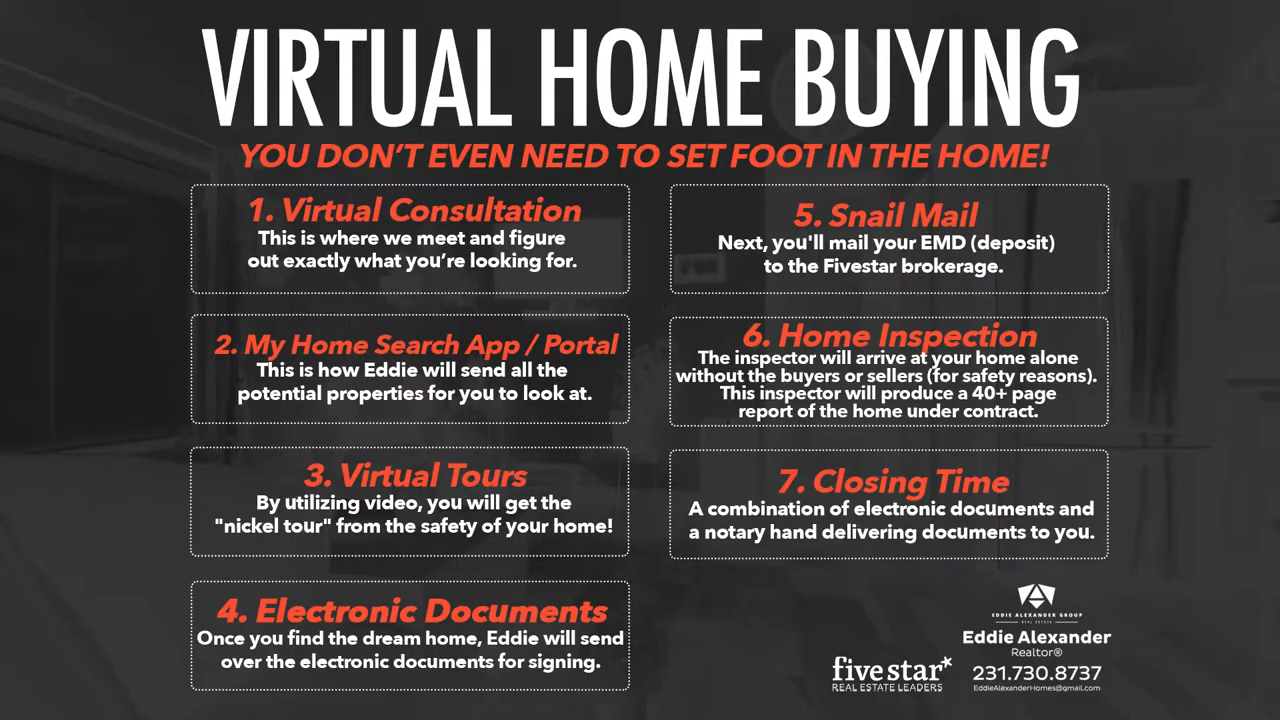 VIRTUAL HOME BUYING
YOU DON'T EVEN NEED TO SET FOOT IN THE HOME!
1. Virtual Consultation
This is where we meet and figure
out exactly what you're looking for.
2. My Home Search App / Portal
This is how Eddie will send all the
potential properties for you to look at.
3. Virtual Tours
By utilizing video, you will get the
"nickel tour" from the safety of your home!
4. Electronic Documents
Once you find the dream home, Eddie will send
over the electronic documents for signing.
5. Snail Mail
Next, you'll mail your EMD (deposit)
to the Fivestar brokerage.
6. Home Inspection
The inspector will arrive at your home alone
without the buyers or sellers (for safety reasons).
This inspector will produce a 40+ page
report of the home under contract.
7. Closing Time
A combination of electronic documents and
a notary hand delivering documents to you.
five star
REAL ESTATE LEADERS
EDDIE ALEXANDER GROUP
REAL ESTATE
Eddie Alexander
Realtor®
231.730.8737
EddieAlexanderHomes@gmail.com